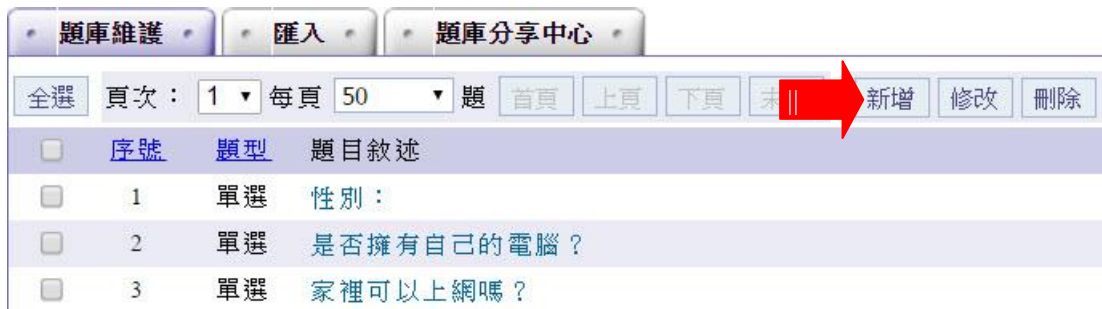 題庫維護 匯入 題庫分享中心
全選 頁次： 1 每頁 50 題 首頁 上頁 下頁 末 新增 修改 刪除
序號 題型 題目敘述
1 單選 性別：
2 單選 是否擁有自己的電腦？
3 單選 家裡可以上網嗎？